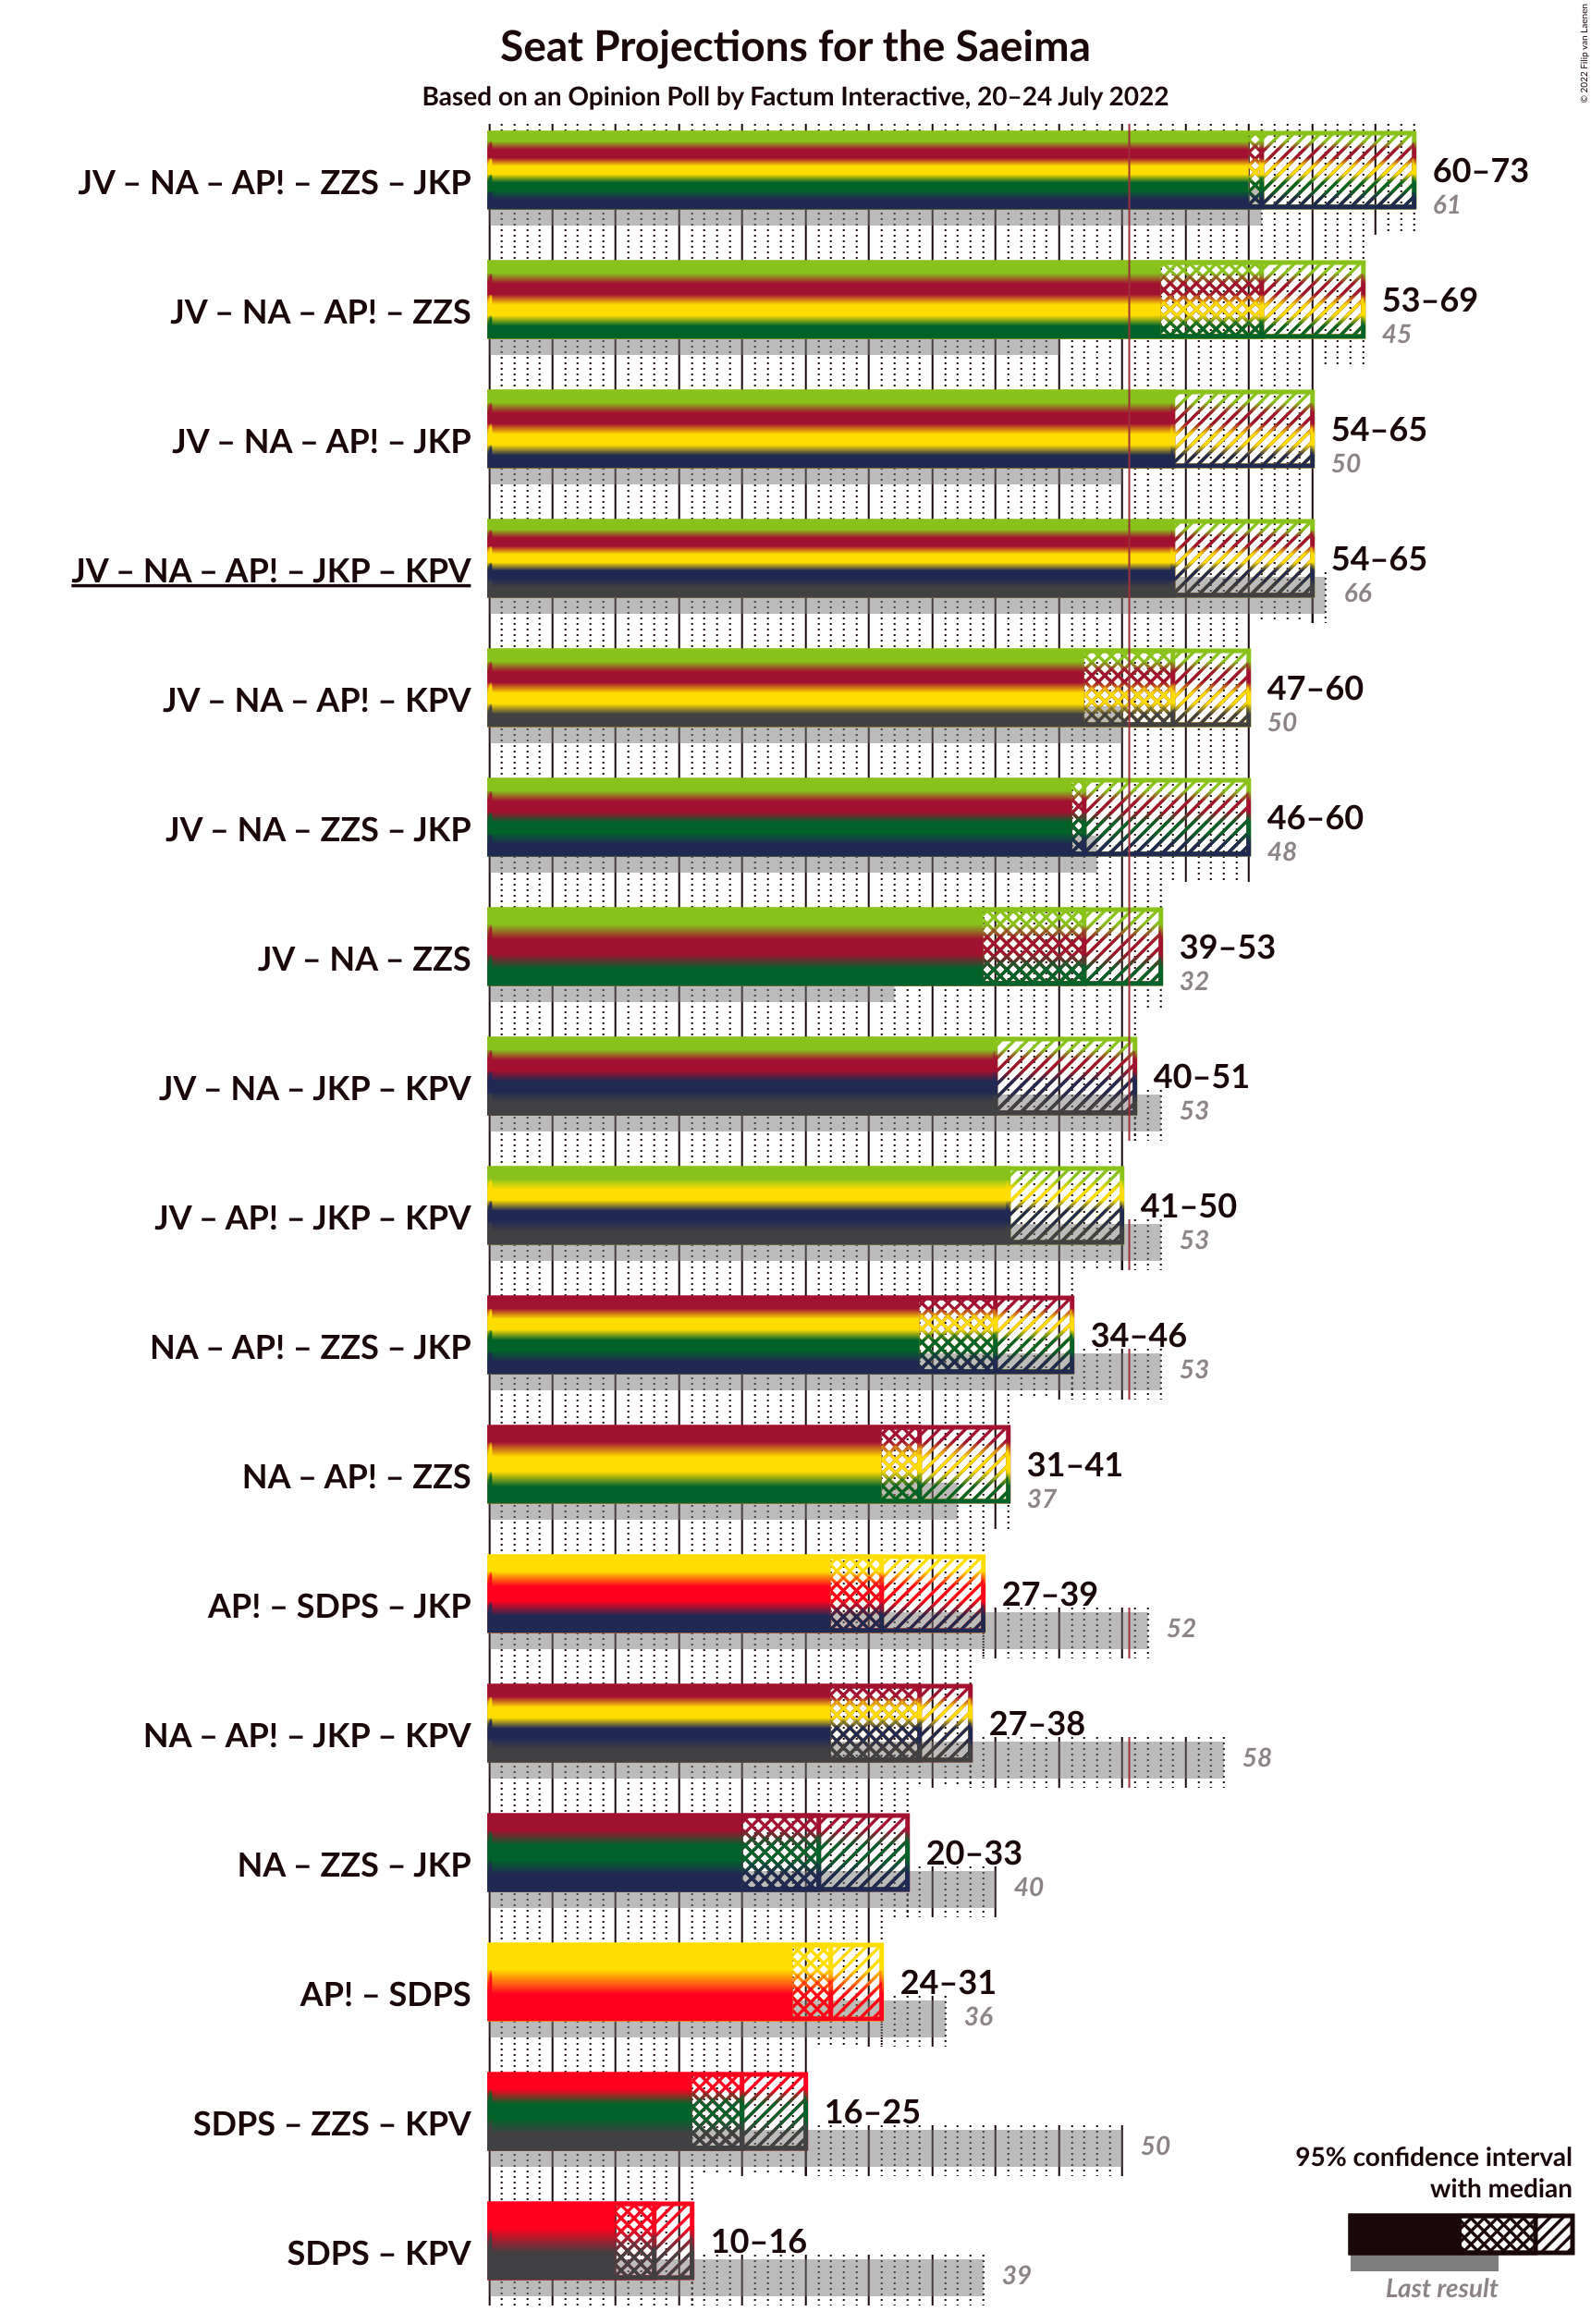 © 2022 Filip van Laenen
Seat Projections for the Saeima
Based on an Opinion Poll by Factum Interactive, 20–24 July 2022
JV – NA – AP! – ZZS – JKP
60–73
61
JV – NA – AP! – ZZS
53–69
45
JV – NA – AP! – JKP
54–65
50
JV – NA – AP! – JKP – KPV
54–65
66
JV – NA – AP! – KPV
47–60
50
JV – NA – ZZS – JKP
46–60
48
JV – NA – ZZS
39–53
32
JV – NA – JKP – KPV
40–51
53
JV – AP! – JKP – KPV
41–50
53
NA – AP! – ZZS – JKP
34–46
53
NA – AP! – ZZS
31–41
37
AP! – SDPS – JKP
27–39
52
NA – AP! – JKP – KPV
27–38
58
NA – ZZS – JKP
20–33
40
AP! – SDPS
24–31
36
SDPS – ZZS – KPV
16–25
50
SDPS – KPV
10–16
39
95% confidence interval
with median
Last result